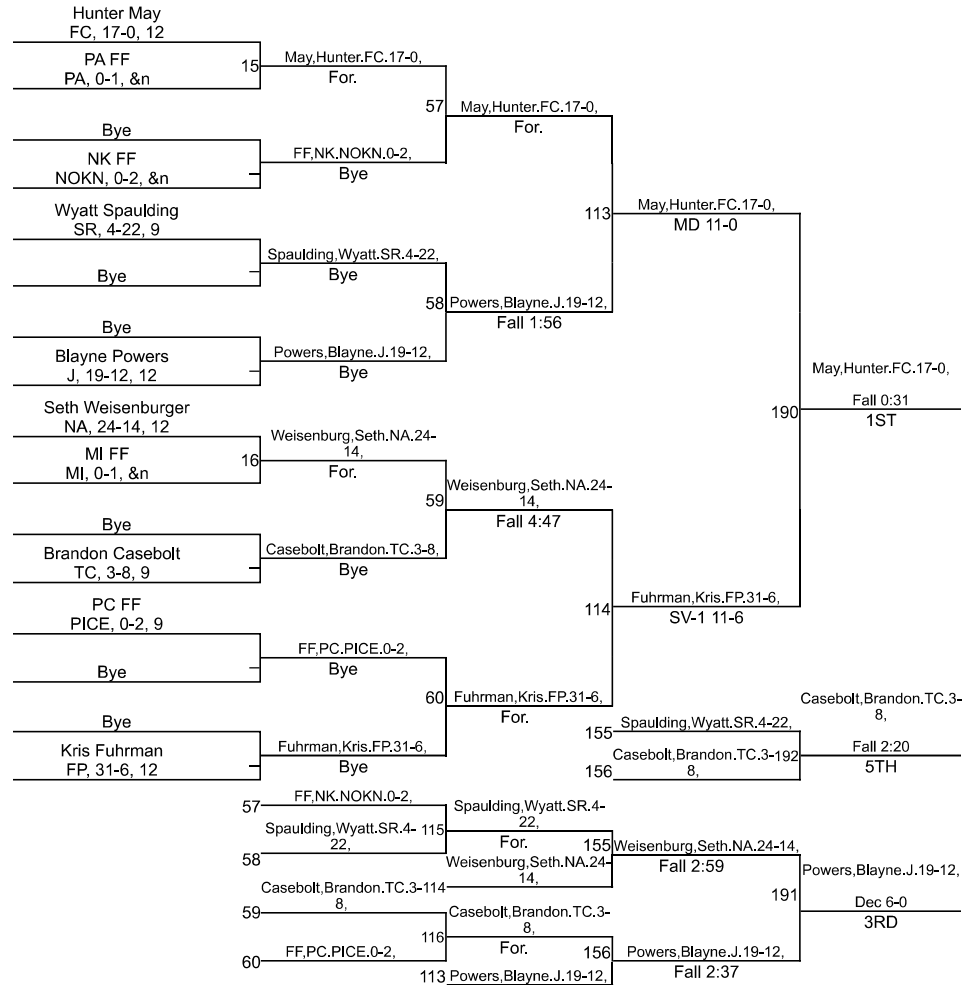 Hunter May
FC, 17-0, 12
PA FF
PA, 0-1, &n
15
May,Hunter.FC.17-0,
For.
57
May,Hunter.FC.17-0,
For.
Bye
NK FF
NOKN, 0-2, &n
FF,NK.NOKN.0-2,
Bye
Wyatt Spaulding
SR, 4-22, 9
Bye
Spaulding,Wyatt.SR.4-22,
Bye
113
May,Hunter.FC.17-0,
MD 11-0
58
Powers,Blayne.J.19-12,
Fall 1:56
Bye
Blayne Powers
J, 19-12, 12
Powers,Blayne.J.19-12,
Bye
190
May,Hunter.FC.17-0,
Fall 0:31
1ST
Seth Weisenburger
NA, 24-14, 12
MI FF
MI, 0-1, &n
16
Weisenburg,Seth.NA.24-
14,
For.
59
Weisenburg,Seth.NA.24-
14,
Fall 4:47
Bye
Brandon Casebolt
TC, 3-8, 9
Casebolt,Brandon.TC.3-8,
Bye
114
Fuhrman,Kris.FP.31-6,
SV-1 11-6
PC FF
PICE, 0-2, 9
Bye
FF,PC.PICE.0-2,
Bye
60
Fuhrman,Kris.FP.31-6,
For.
Bye
Kris Fuhrman
FP, 31-6, 12
Fuhrman,Kris.FP.31-6,
Bye
155
Spaulding,Wyatt.SR.4-22,
156
Casebolt,Brandon.TC.3-
8,
192
Casebolt,Brandon.TC.3-
8,
Fall 2:20
5TH
57
FF,NK.NOKN.0-2,
58
Spaulding,Wyatt.SR.4-
22,
115
Spaulding,Wyatt.SR.4-
22,
For.
114
Weisenburg,Seth.NA.24-
14,
155
Weisenburg,Seth.NA.24-14,
Fall 2:59
59
Casebolt,Brandon.TC.3-
8,
60
FF,PC.PICE.0-2,
116
Casebolt,Brandon.TC.3-
8,
For.
113
Powers,Blayne.J.19-12,
156
Powers,Blayne.J.19-12,
Fall 2:37
191
Powers,Blayne.J.19-12,
Dec 6-0
3RD